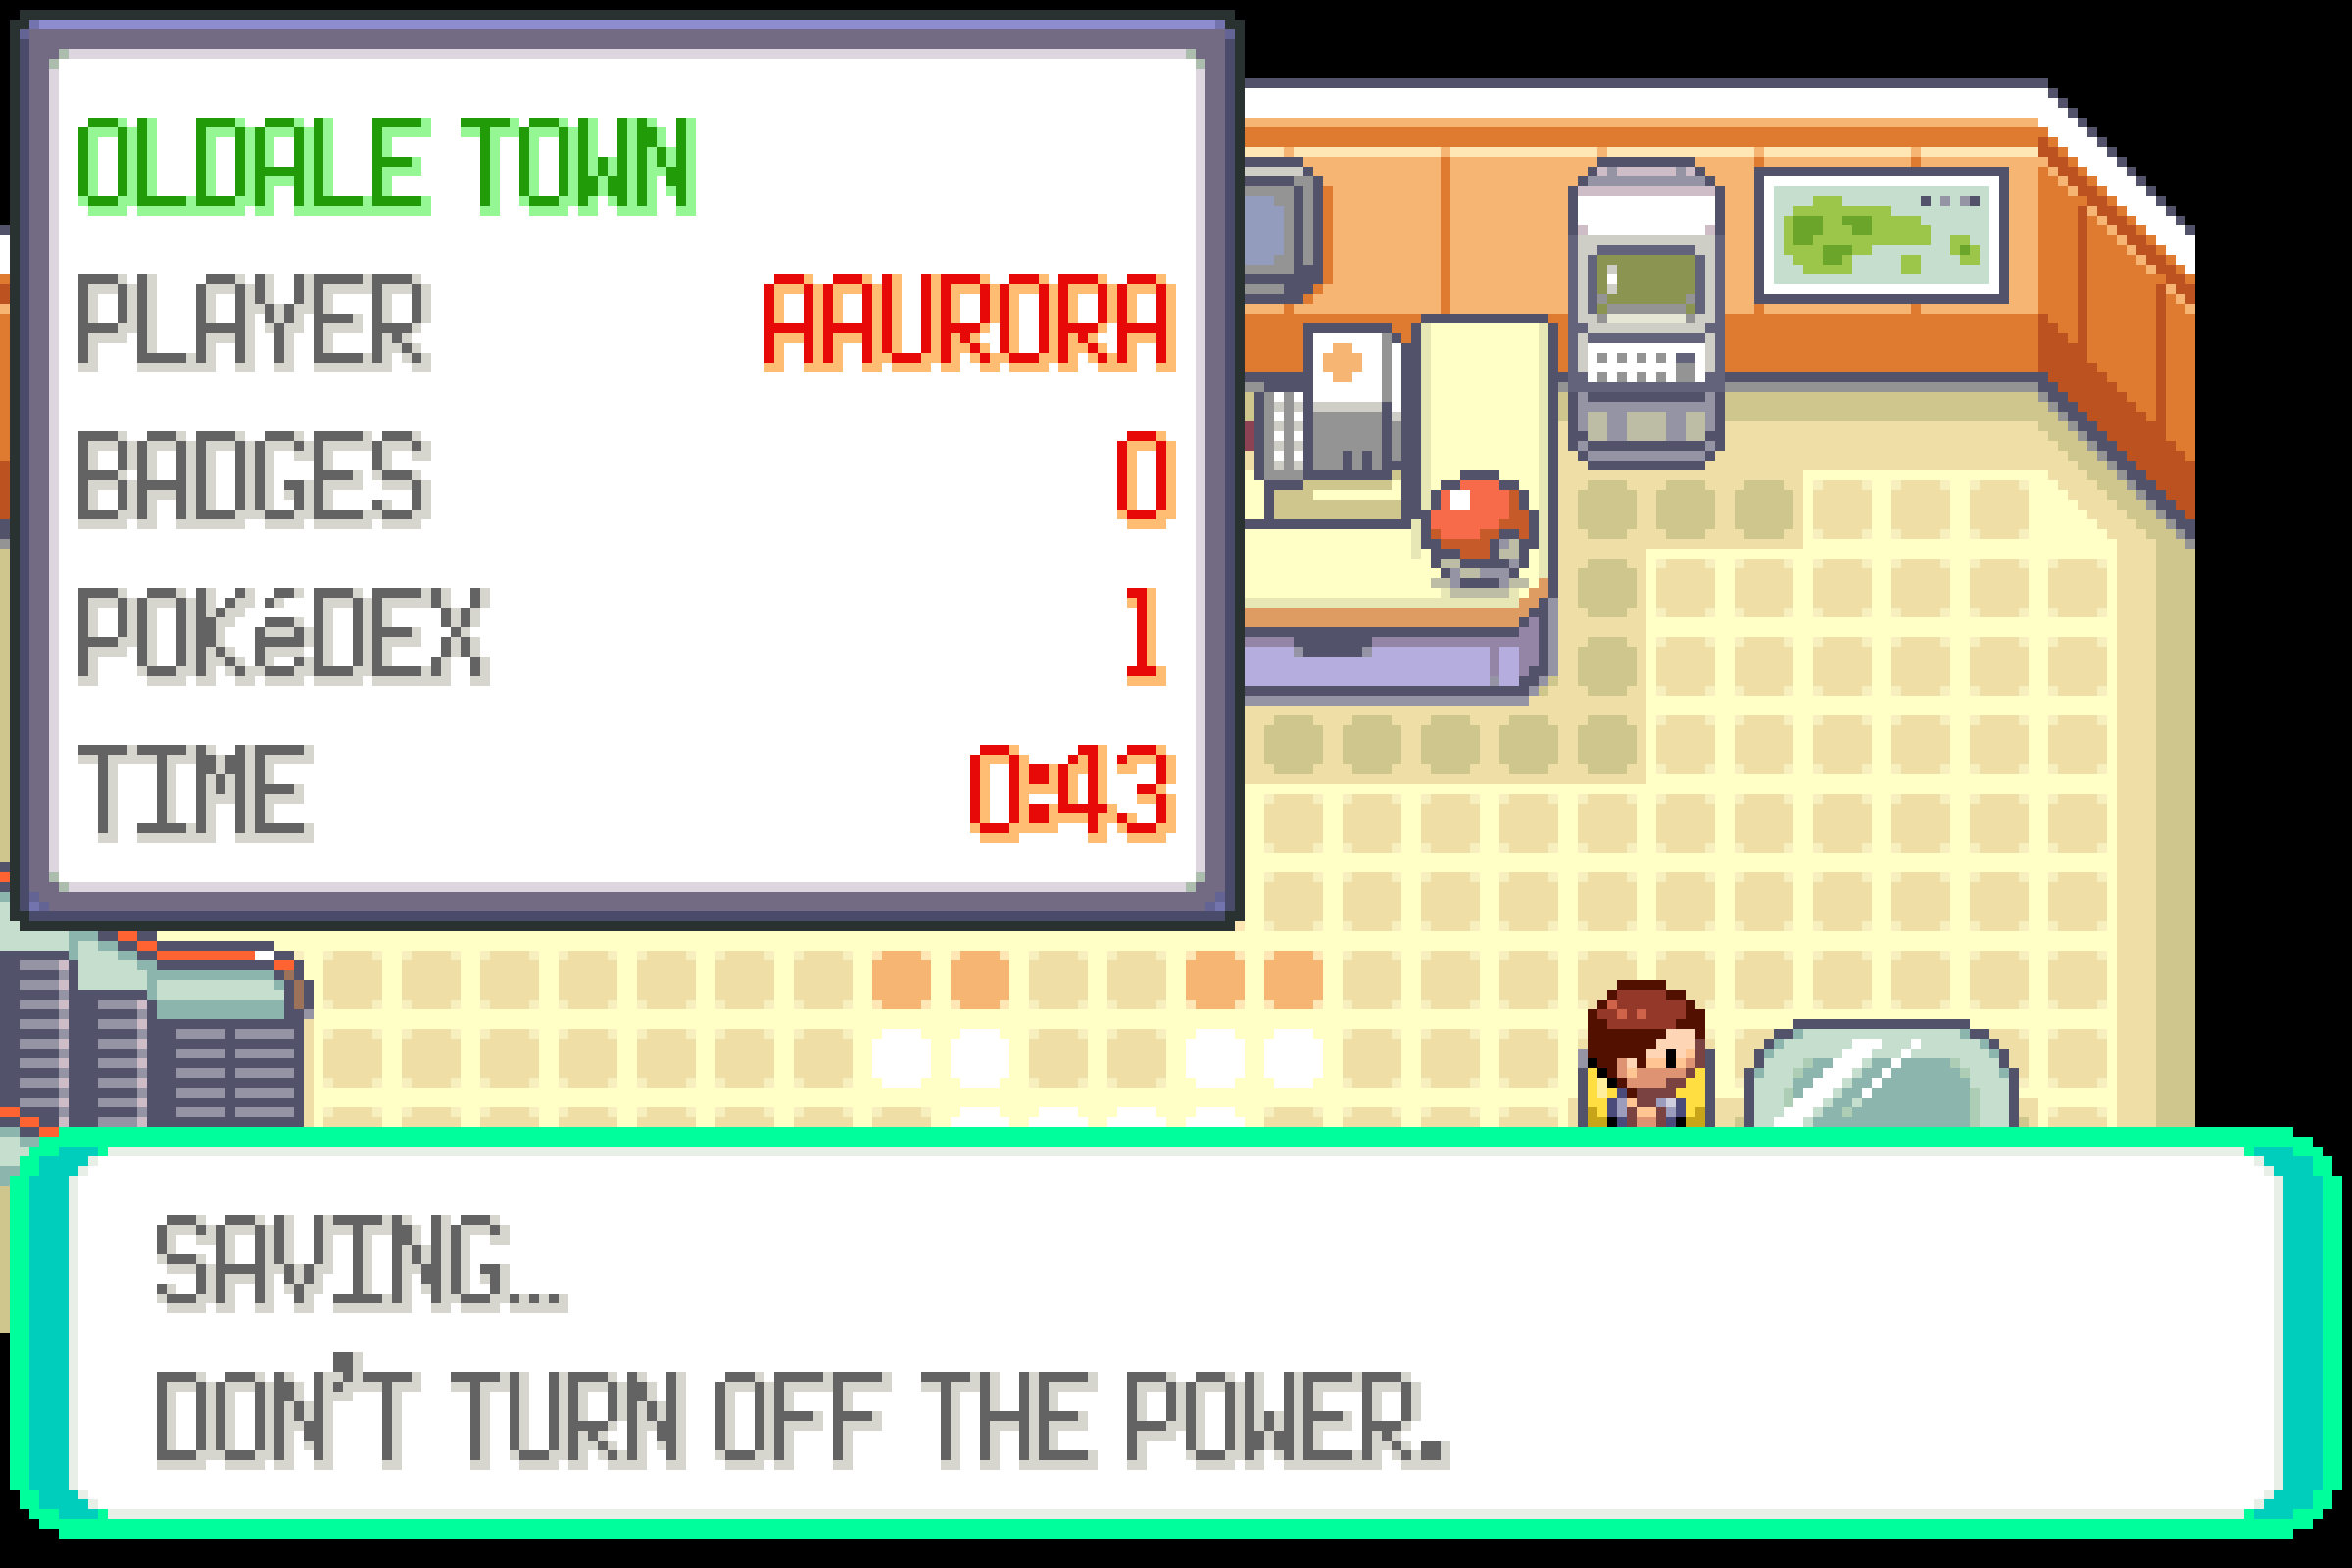 OLDALE TOWN
PLAYER AAURORA
BADGES 0
POKéDEX 1
TIME 0:43
SAVING...
DON'T TURN OFF THE POWER.